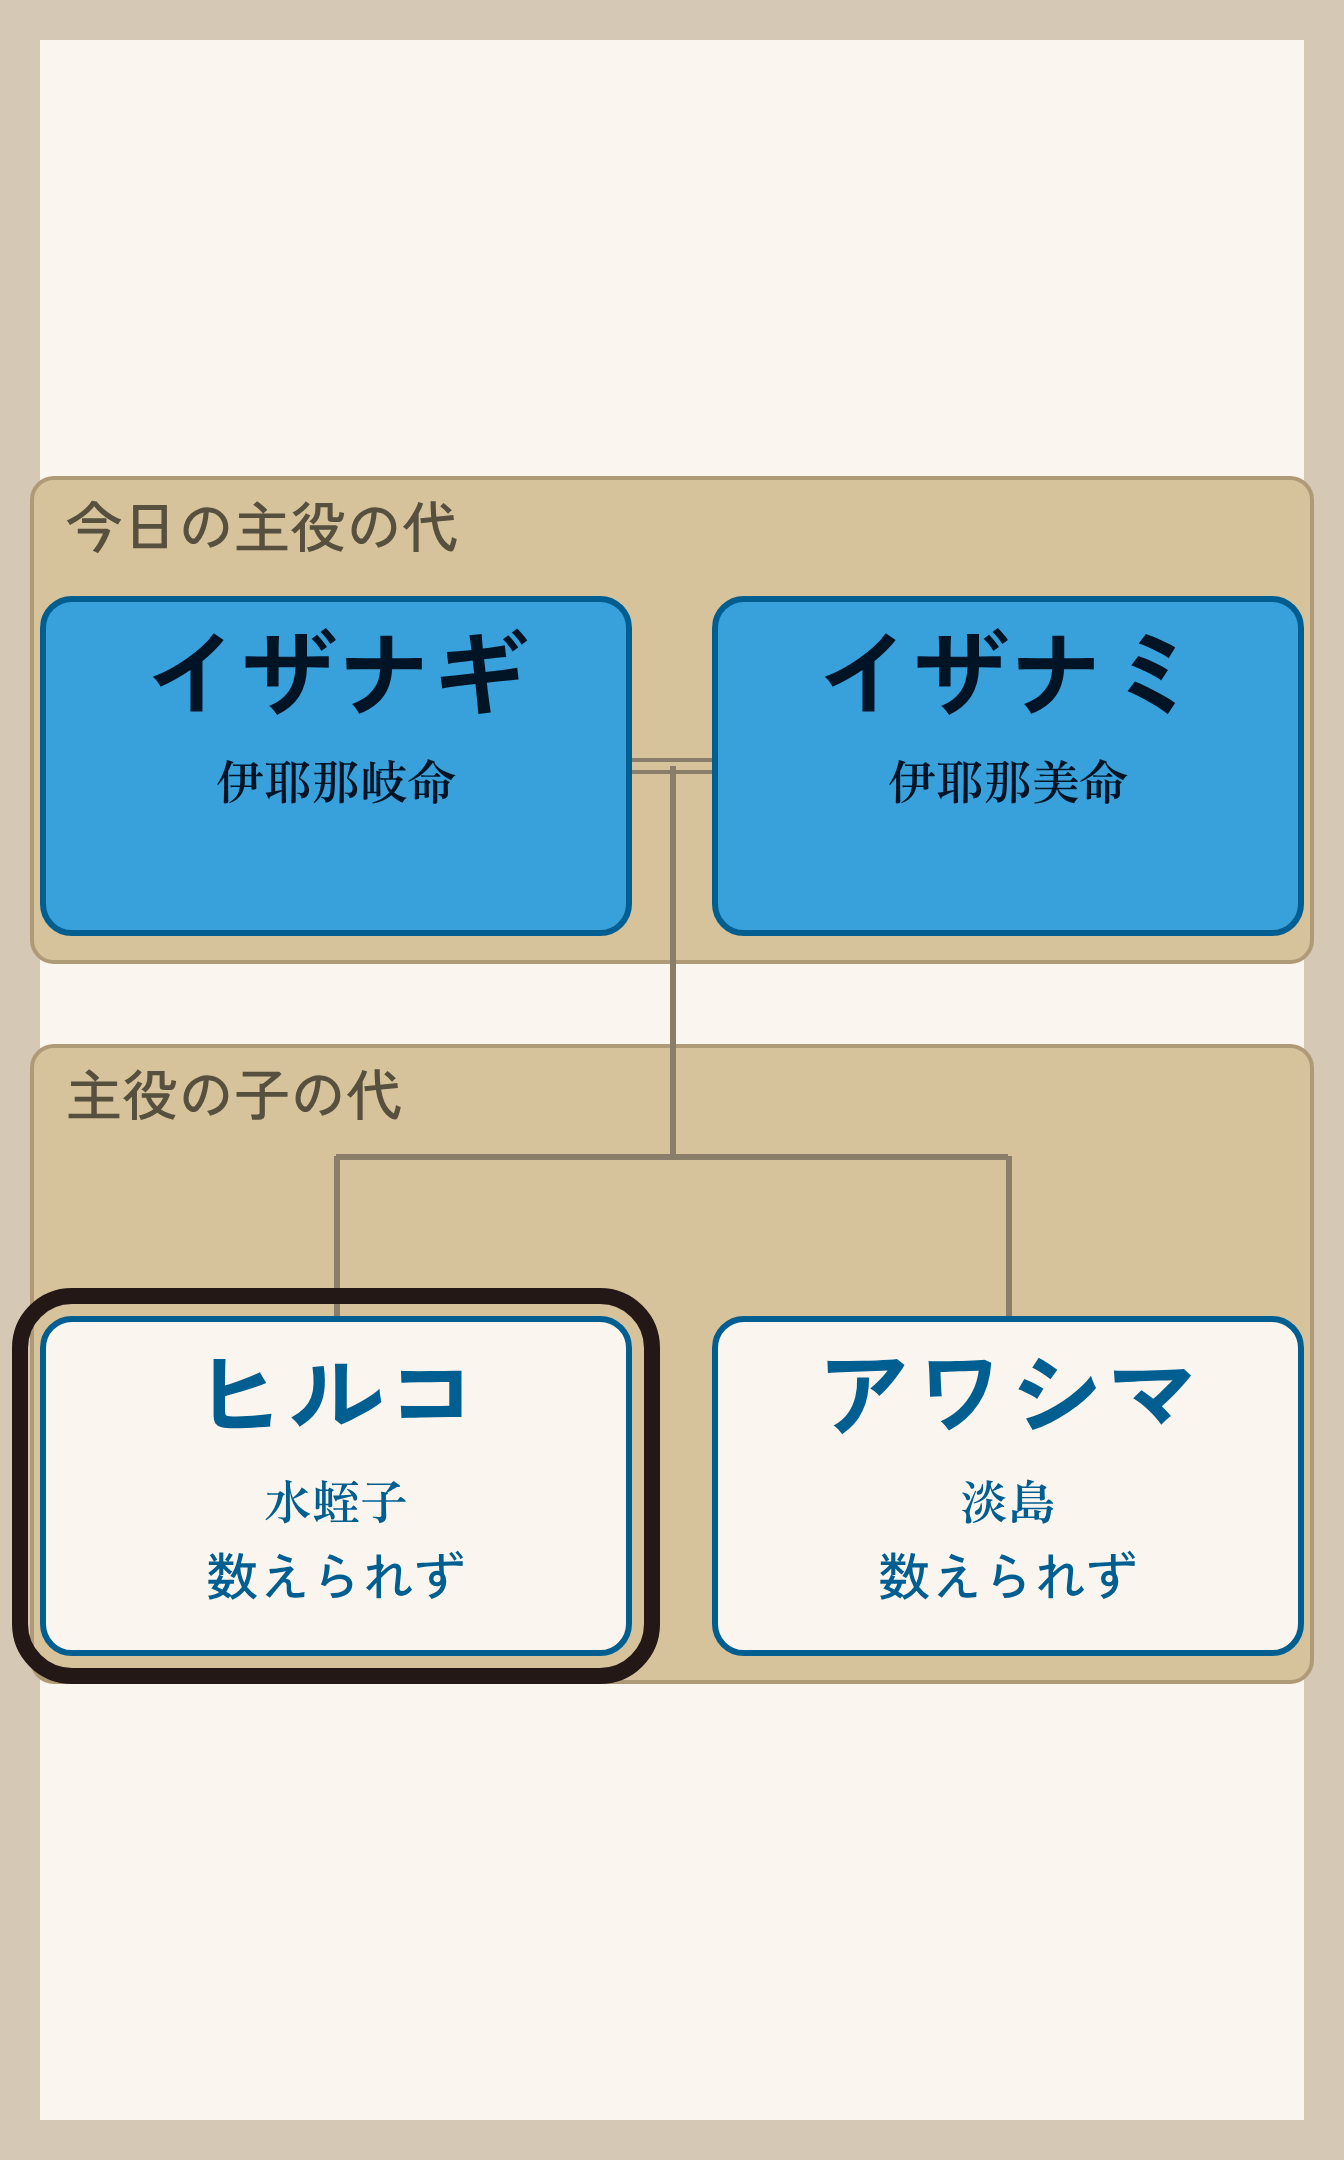 今日の主役の代
イザナギ
伊耶那岐命
イザナミ
伊耶那美命
主役の子の代
ヒルコ
水蛭子
数えられず
アワシマ
淡島
数えられず